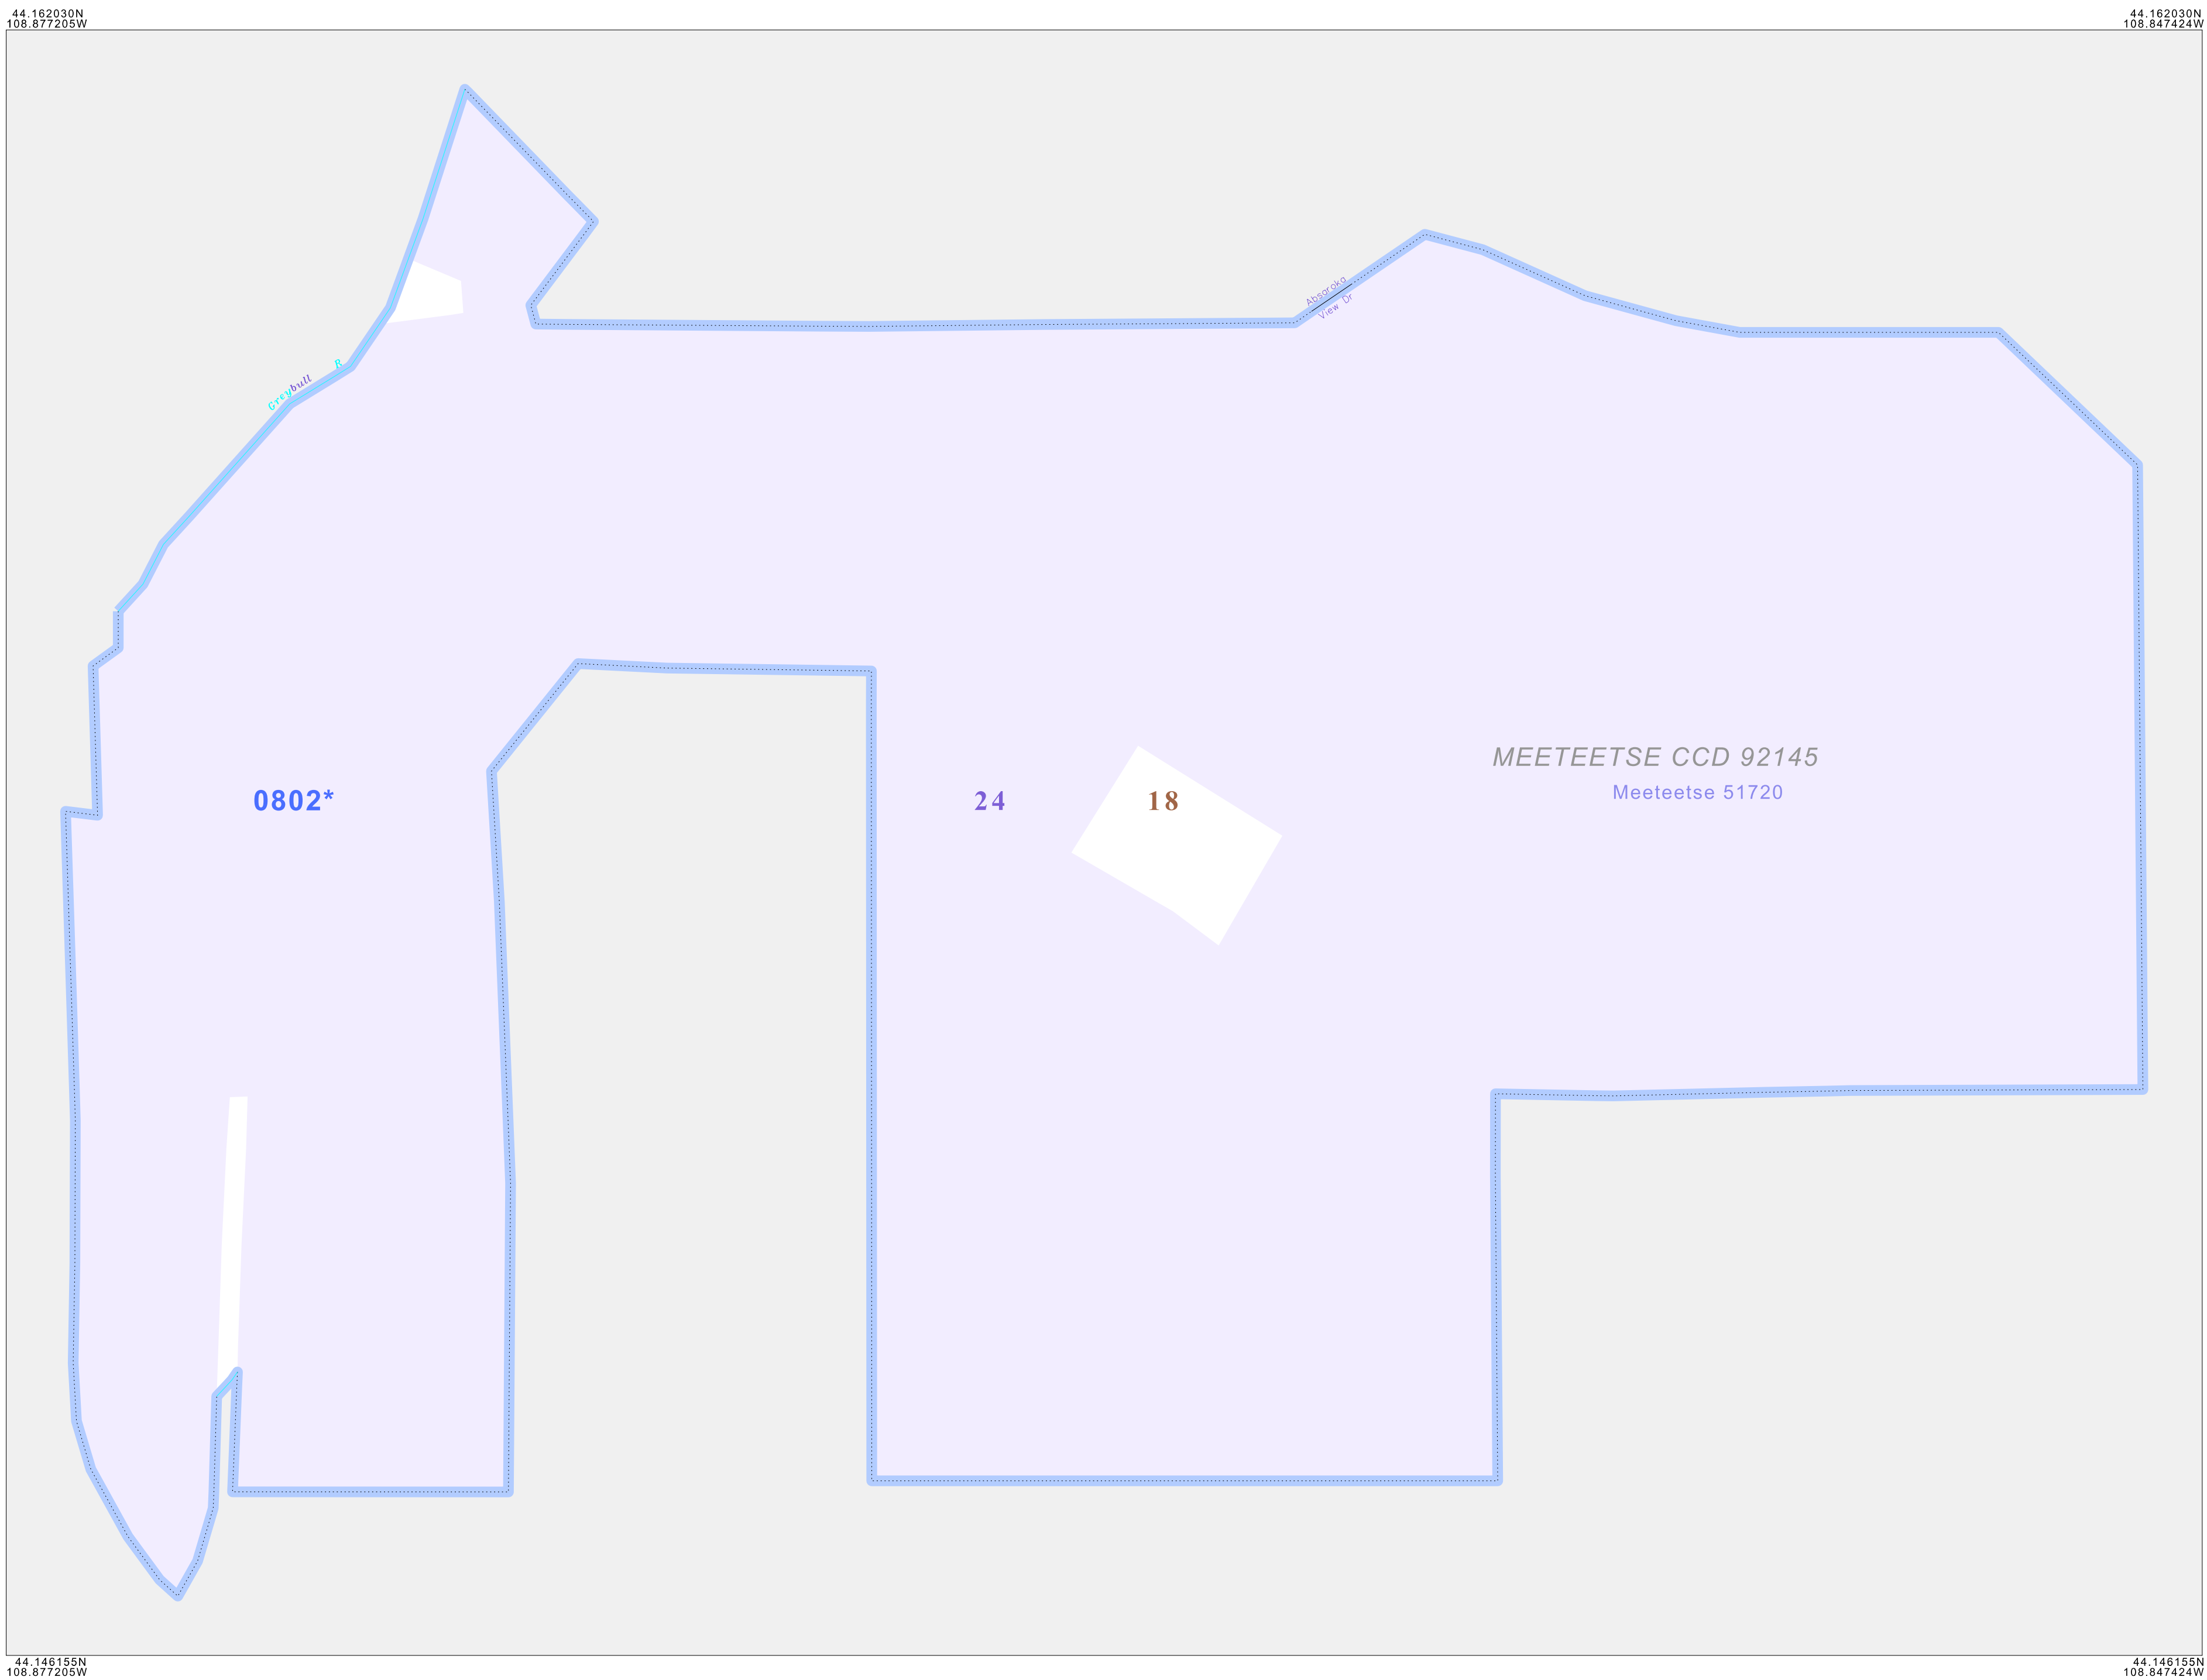 44.162030N
108.877205W
44.162030N
108.847424W
Absaroka
View Dr
Greybull R
MEETEETSE CCD 92145
Meeteetse 51720
0802*
24
18
44.146155N
108.877205W
44.146155N
108.847424W